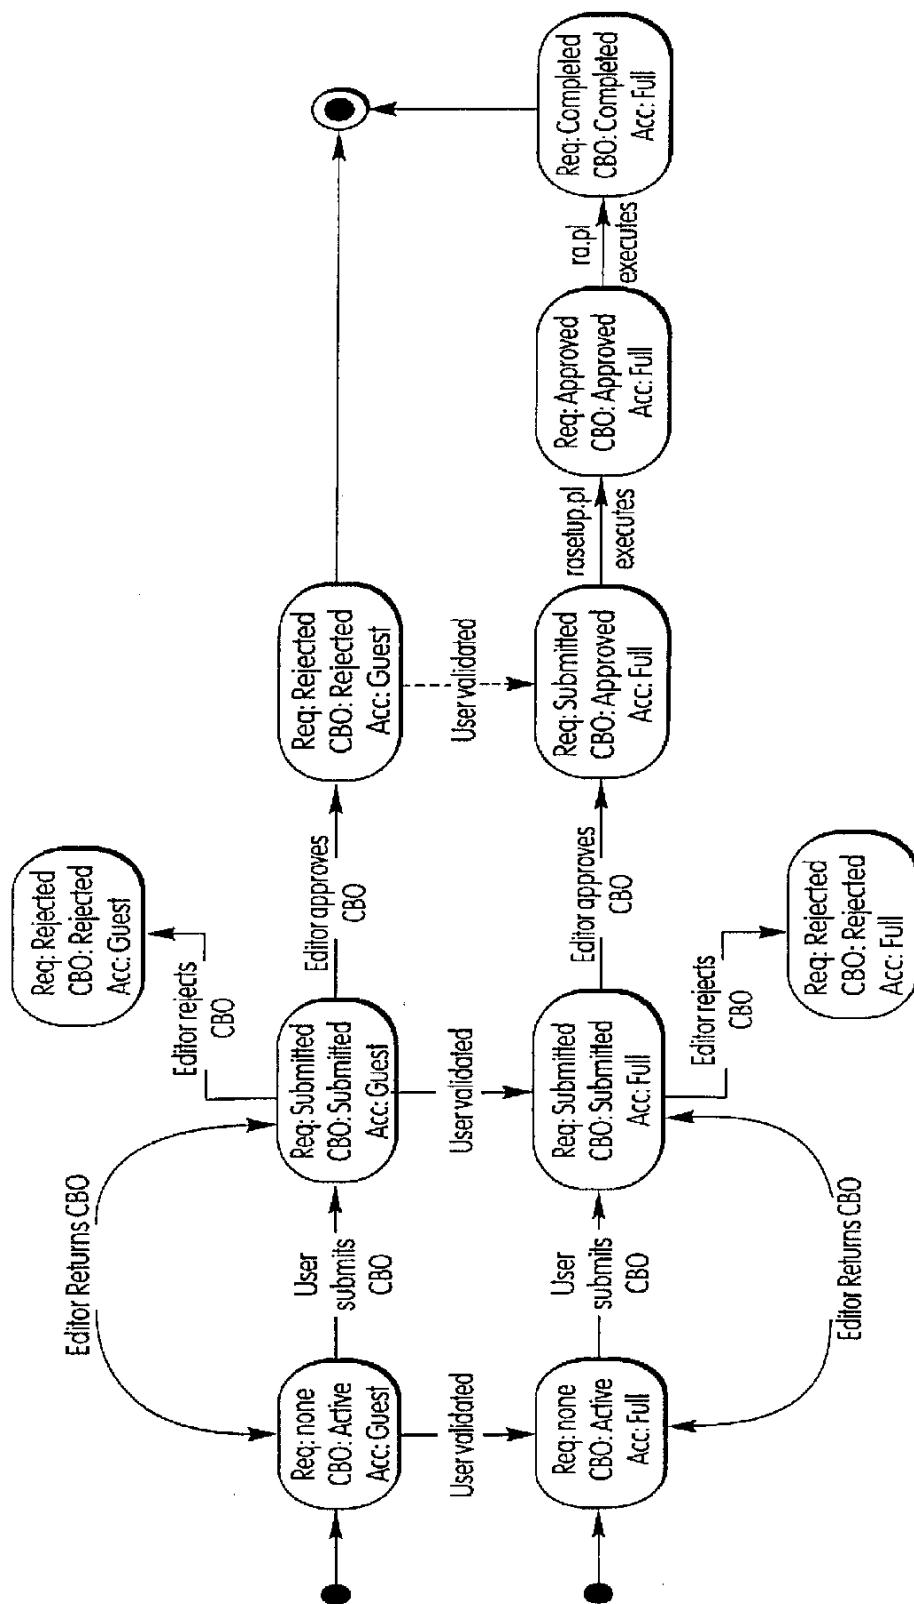 Req: Rejected
CBO: Rejected
Acc: Guest
Editor rejects
CBO
Editor Returns CBO
Req: none
CBO: Active
Acc: Guest
User
submits
CBO
Req: Submitted
CBO: Submitted
Acc: Guest
Editor approves
CBO
Req: Rejected
CBO: Rejected
Acc: Guest
User validated
User validated
User validated
Req: none
CBO: Active
Acc: Full
User
submits
CBO
Req: Submitted
CBO: Submitted
Acc: Full
Editor approves
CBO
Req: Submitted
CBO: Approved
Acc: Full
rasetup.pl
executes
Req: Approved
CBO: Approved
Acc: Full
ra.pl
executes
Req: Completed
CBO: Completed
Acc: Full
Editor Returns CBO
Editor rejects
CBO
Req: Rejected
CBO: Rejected
Acc: Full